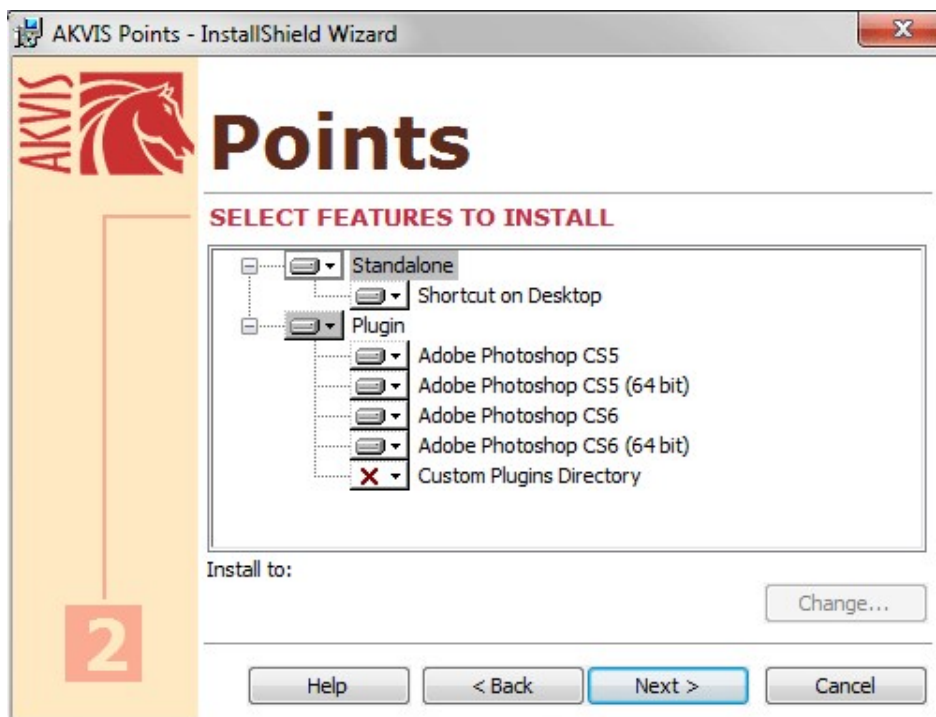 AKVIS Points - InstallShield Wizard
AKVIS
Points
SELECT FEATURES TO INSTALL
Standalone
Shortcut on Desktop
Plugin
Adobe Photoshop CS5
Adobe Photoshop CS5 (64 bit)
Adobe Photoshop CS6
Adobe Photoshop CS6 (64 bit)
Custom Plugins Directory
Install to:
Change...
2
Help
< Back
Next >
Cancel